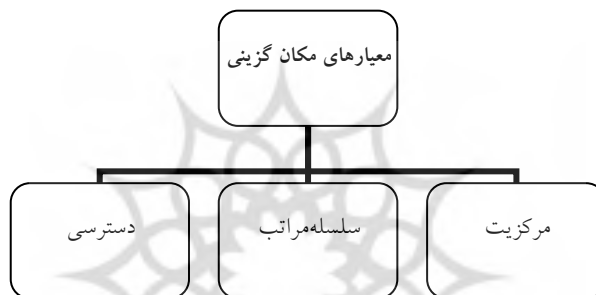 معیارهای مکان گزینی
مرکزیت
سلسله‌مراتب
دسترسی